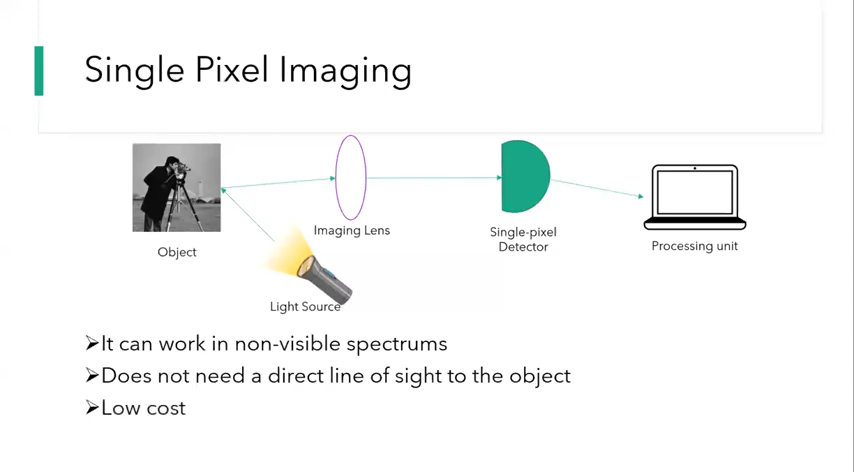 Single Pixel Imaging
Object
Imaging Lens
Single-pixel
Detector
Processing unit
Light Source
➢It can work in non-visible spectrums
➢Does not need a direct line of sight to the object
➢Low cost